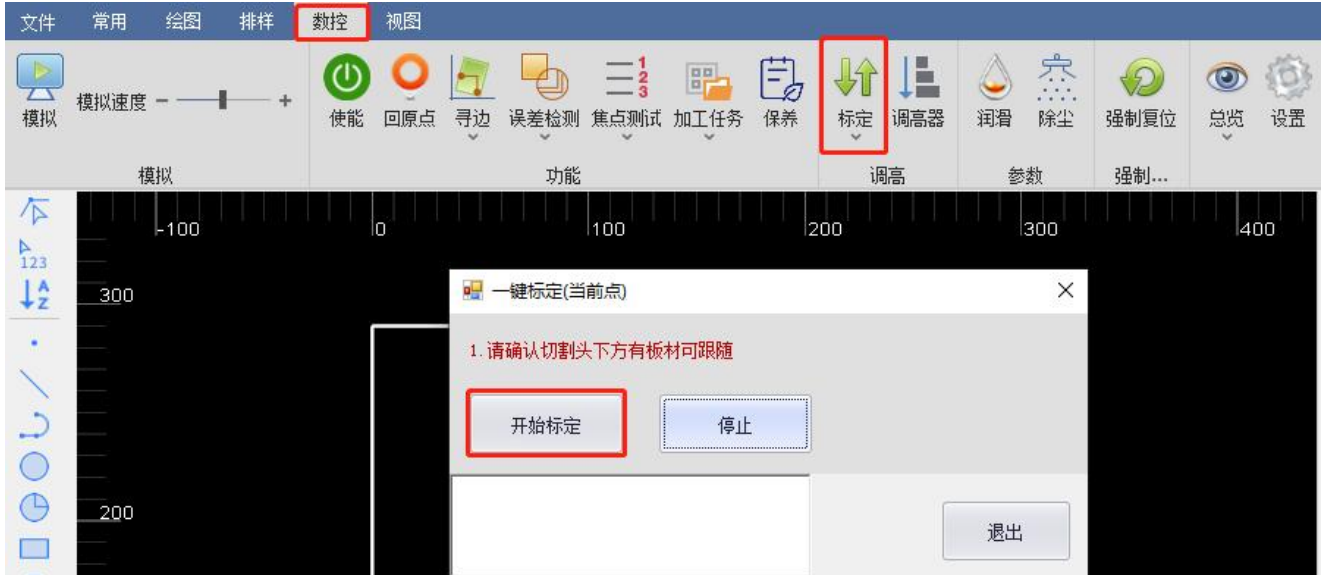 文件 常用 绘图 排样 数控 视图
模拟 模拟速度 - + 使能 回原点 寻边 误差检测 123 焦点测试 加工任务 保养 标定 调高器 润滑 除尘 强制复位 总览 设置
模拟 功能 调高 参数 强制...
-100 0 100 200 300 400
123
A
Z
300
一键标定(当前点)
1.请确认切割头下方有板材可跟随
开始标定 停止
200
退出